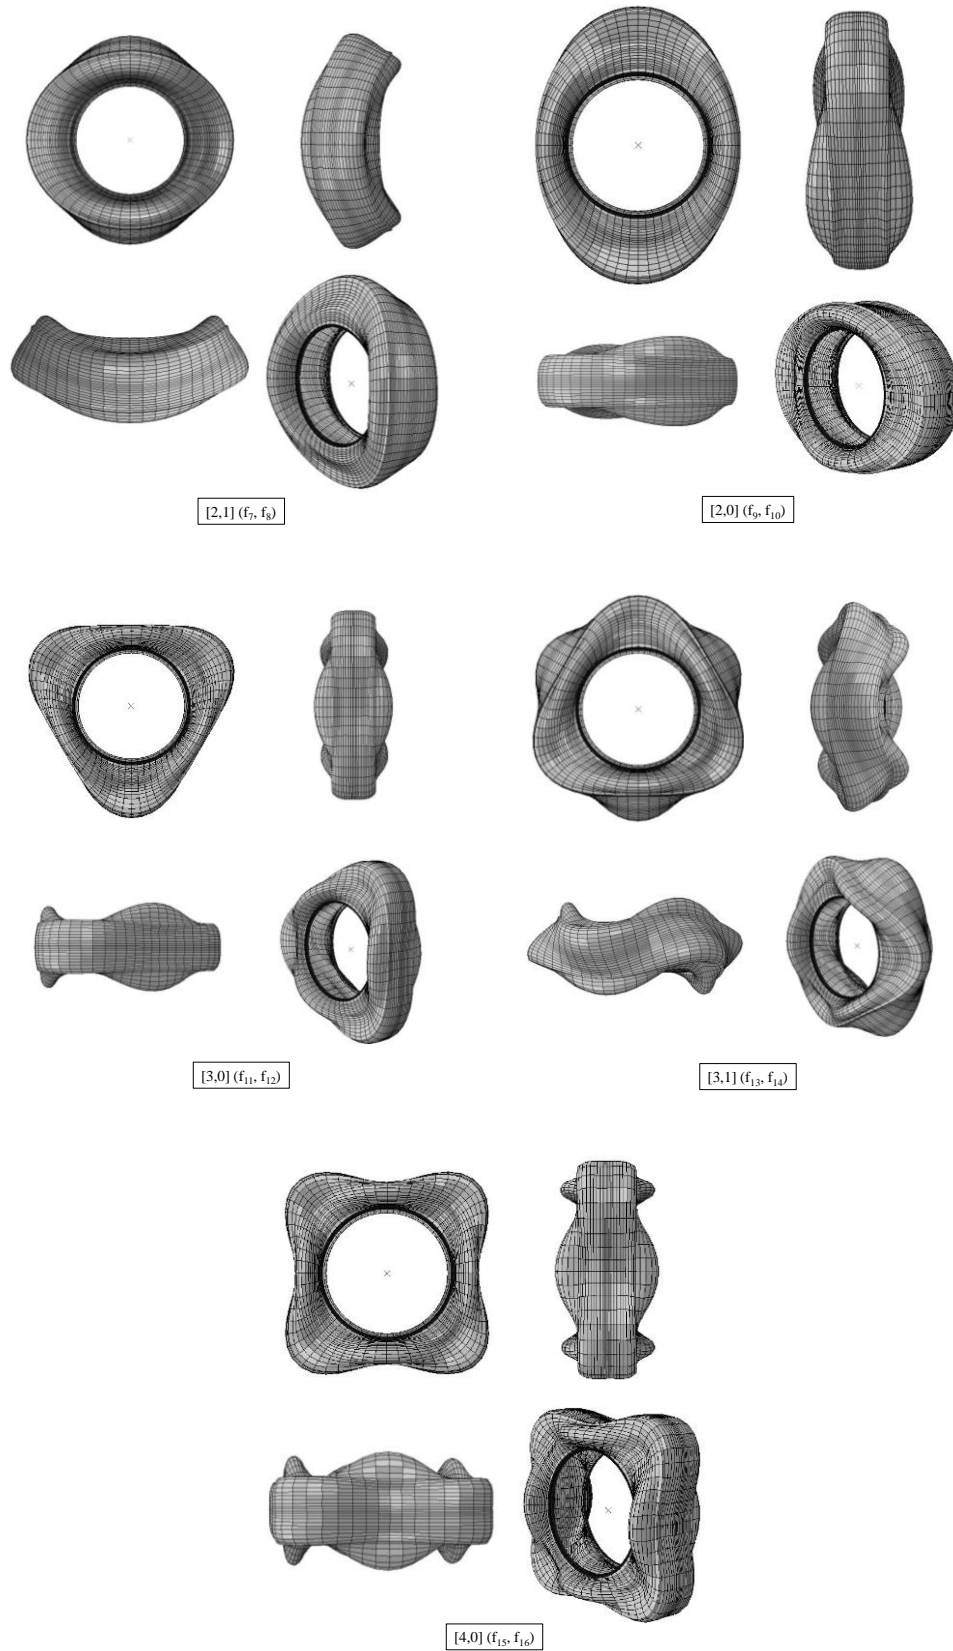 [2,1] (f₇, f₈)
[2,0] (f₉, f₁₀)
[3,0] (f₁₁, f₁₂)
[3,1] (f₁₃, f₁₄)
[4,0] (f₁₅, f₁₆)